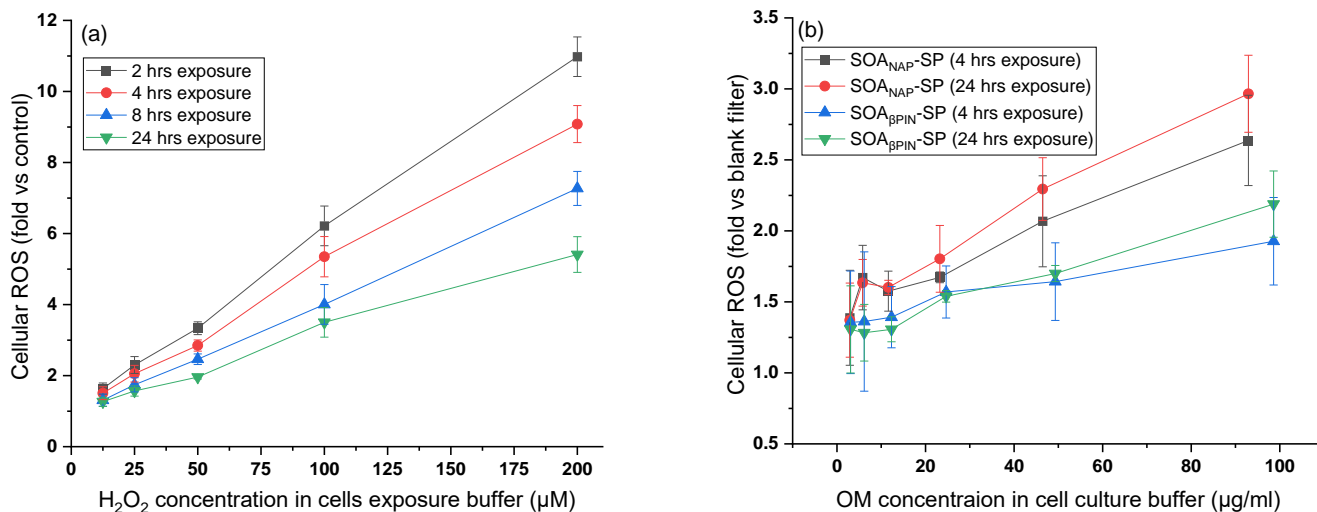 (a)
2 hrs exposure
4 hrs exposure
8 hrs exposure
24 hrs exposure
Cellular ROS (fold vs control)
12
10
8
6
4
2
0
0 25 50 75 100 125 150 175 200
H₂O₂ concentration in cells exposure buffer (μM)
(b)
SOA_NAP-SP (4 hrs exposure)
SOA_NAP-SP (24 hrs exposure)
SOA_βPIN-SP (4 hrs exposure)
SOA_βPIN-SP (24 hrs exposure)
Cellular ROS (fold vs blank filter)
3.5
3.0
2.5
2.0
1.5
1.0
0.5
0 20 40 60 80 100
OM concentraion in cell culture buffer (μg/ml)